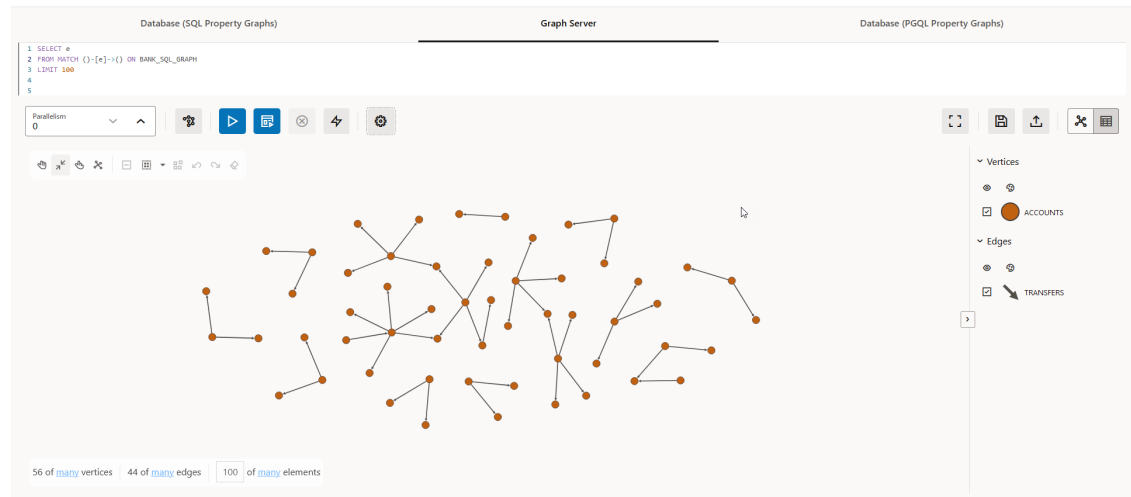 Database (SQL Property Graphs)
Graph Server
Database (PGQL Property Graphs)
1 SELECT e
2 FROM MATCH ()-[e]->() ON BANK_SQL_GRAPH
3 LIMIT 100
4
5
Parallelism
0
Vertices
ACCOUNTS
Edges
TRANSFERS
56 of many vertices 44 of many edges 100 of many elements